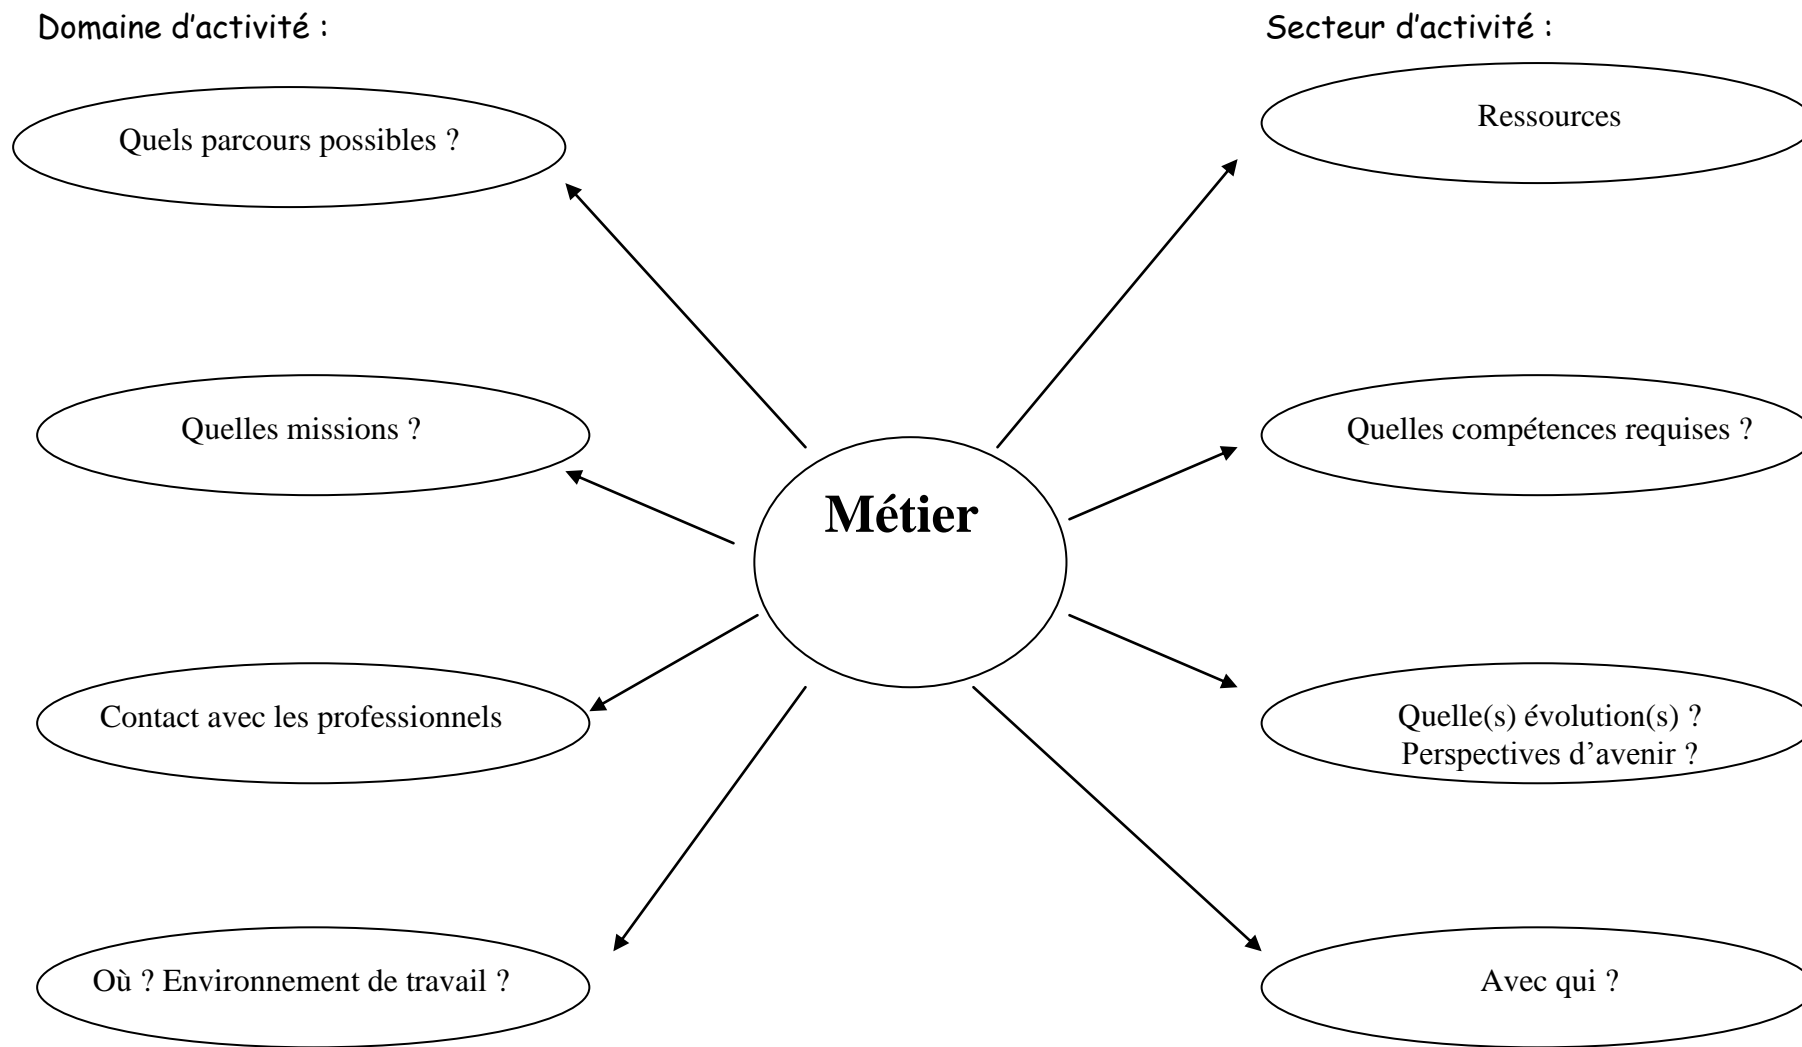 Domaine d'activité :
Secteur d'activité :
Quels parcours possibles ?
Ressources
Quelles missions ?
Quelles compétences requises ?
Métier
Contact avec les professionnels
Quelle(s) évolution(s) ?
Perspectives d'avenir ?
Où ? Environnement de travail ?
Avec qui ?